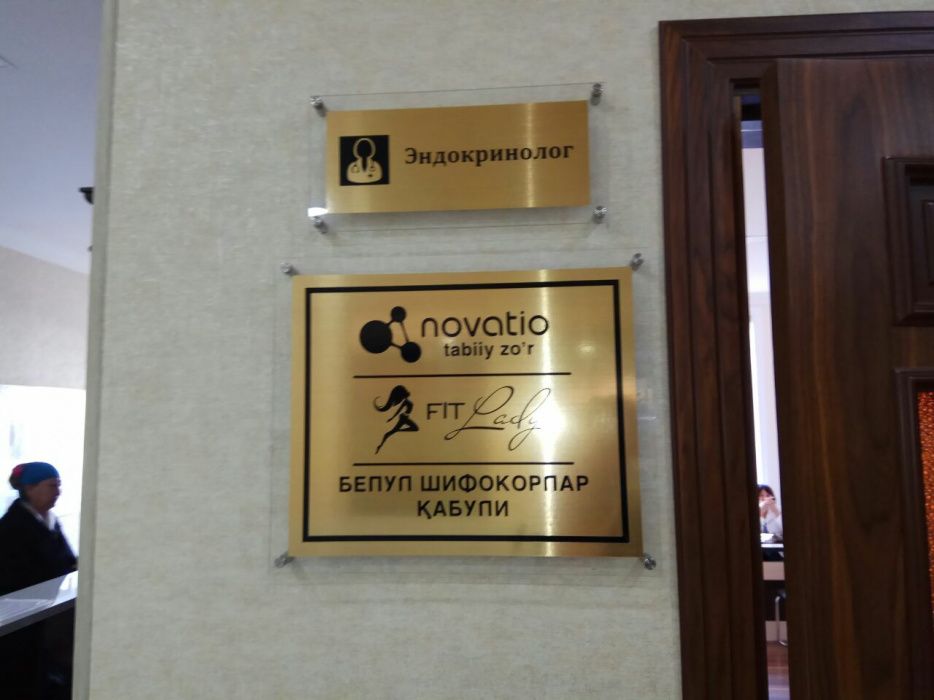 Эндокринолог
novatio
tabiiy zo'r
FIT Lady
БЕПУЛ ШИФОКОРЛАР
ҚАБУЛИ